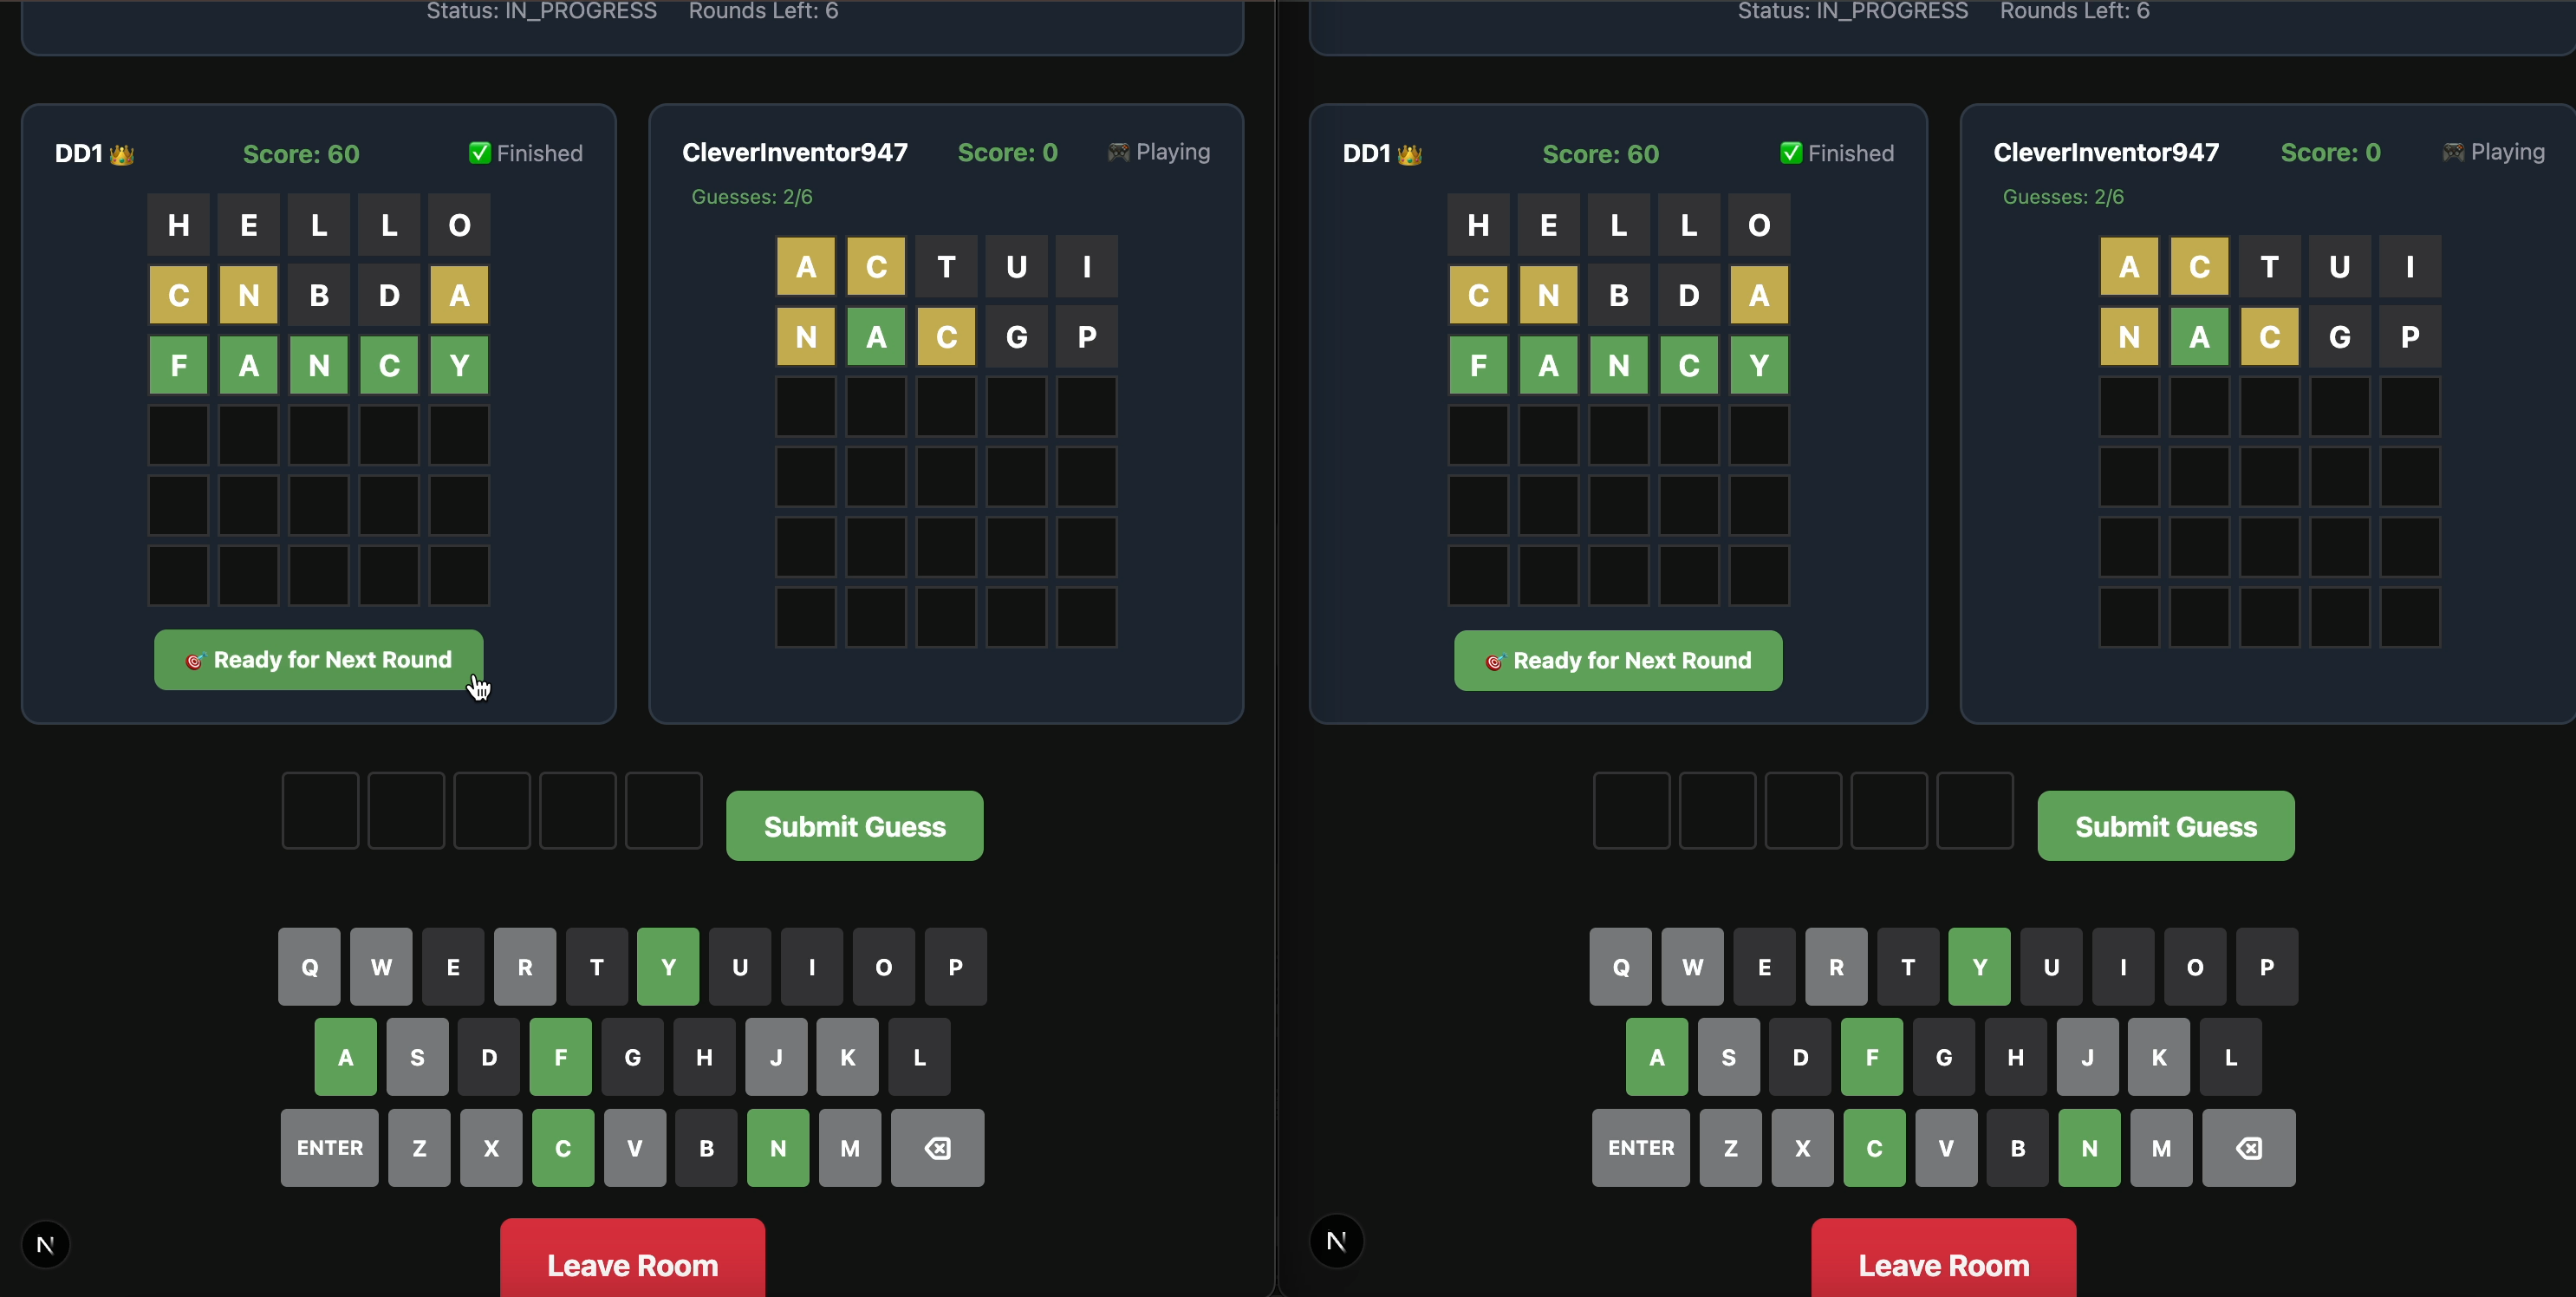 Status: IN_PROGRESS Rounds Left: 6
DD1 Score: 60 ✅ Finished
H E L L O
C N B D A
F A N C Y
🎯 Ready for Next Round
CleverInventor947 Score: 0 🎮 Playing
Guesses: 2/6
A C T U I
N A C G P
Submit Guess
Q W E R T Y U I O P
A S D F G H J K L
ENTER Z X C V B N M
N
Leave Room
Status: IN_PROGRESS Rounds Left: 6
DD1 Score: 60 ✅ Finished
H E L L O
C N B D A
F A N C Y
🎯 Ready for Next Round
CleverInventor947 Score: 0 🎮 Playing
Guesses: 2/6
A C T U I
N A C G P
Submit Guess
Q W E R T Y U I O P
A S D F G H J K L
ENTER Z X C V B N M
N
Leave Room